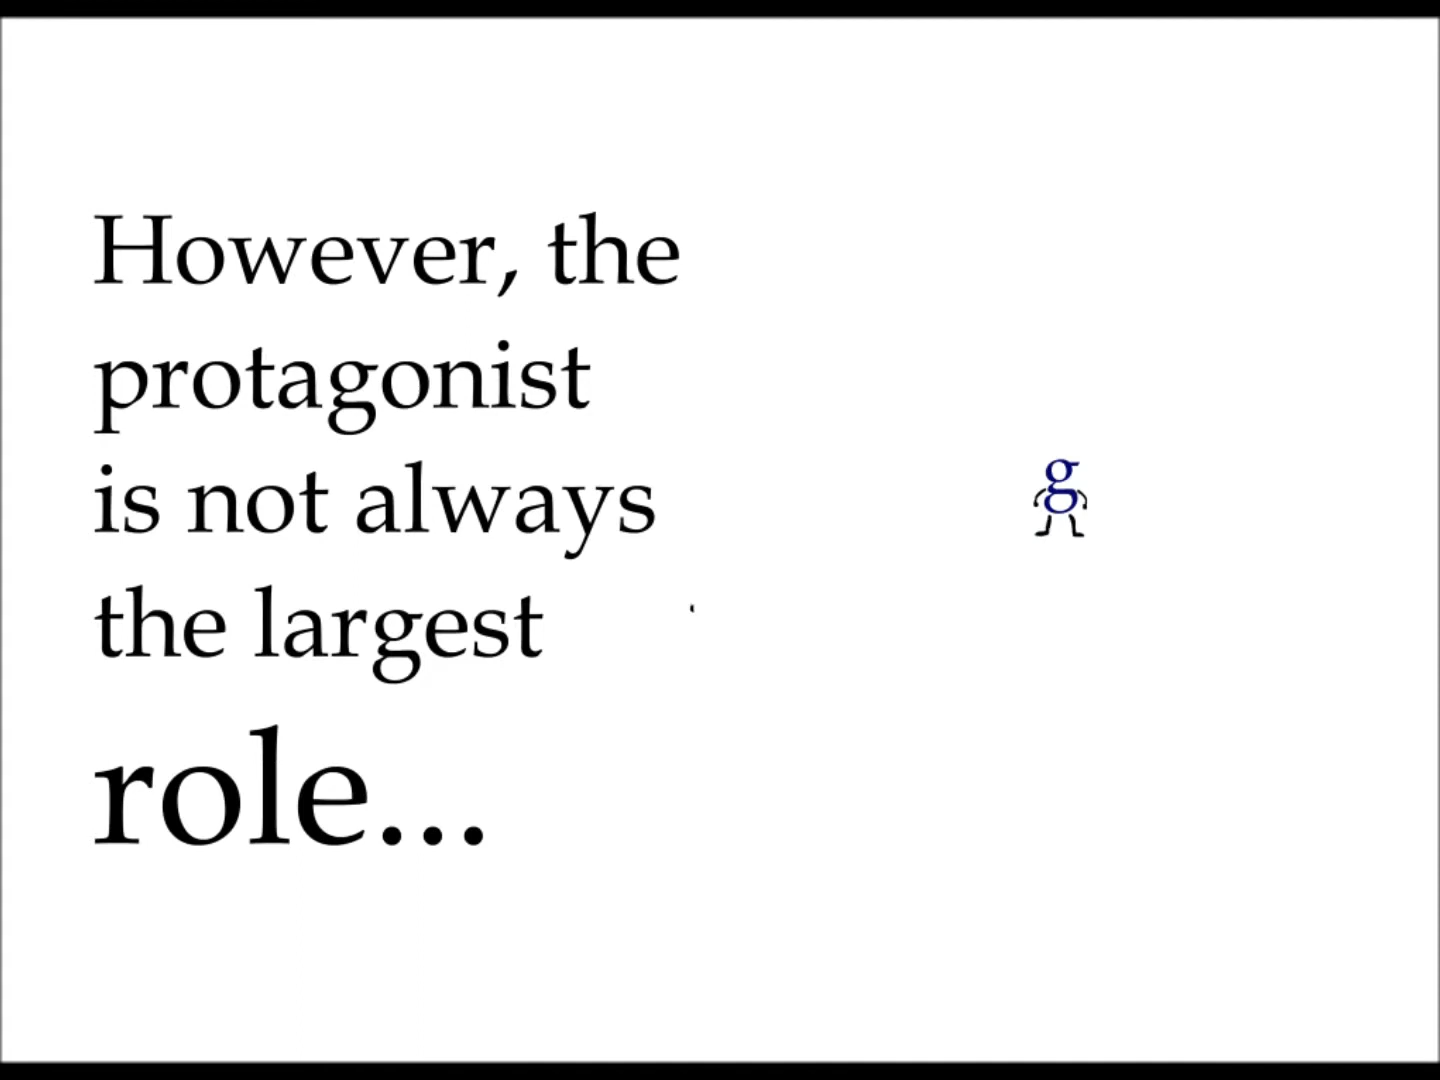 However, the
protagonist
is not always
the largest
role...
g